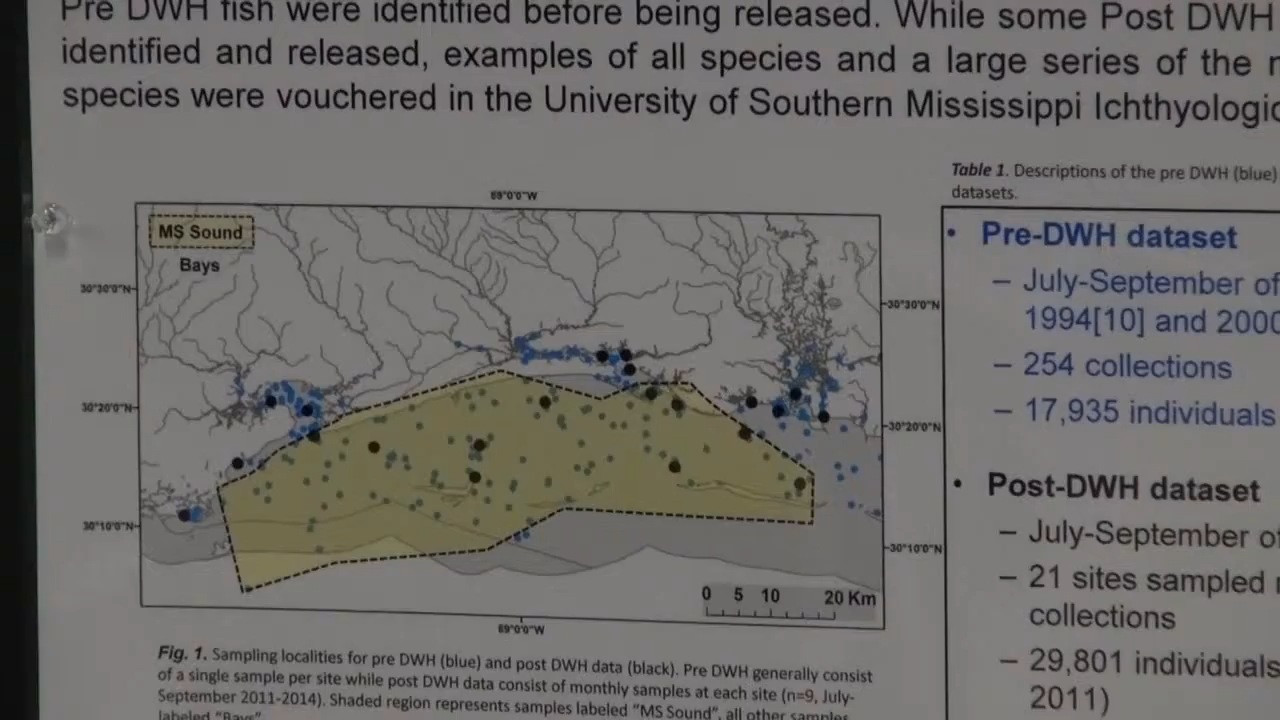 Pre DWH fish were identified before being released. While some Post DWH
identified and released, examples of all species and a large series of the
species were vouchered in the University of Southern Mississippi
Table 1. Descriptions of the pre DWH (blue)
datasets.
89°0'0"W
MS Sound
Bays
30°30'0"N
30°30'0"N
30°20'0"N
30°20'0"N
30°10'0"N
30°10'0"N
0 5 10 20 Km
89°0'0"W
• Pre-DWH dataset
– July-September of
1994[10] and 2000
– 254 collections
– 17,935 individuals
• Post-DWH dataset
– July-September of
– 21 sites sampled
collections
– 29,801 individuals
2011)
Fig. 1. Sampling localities for pre DWH (blue) and post DWH data (black). Pre DWH generally consist
of a single sample per site while post DWH data consist of monthly samples at each site (n=9, July-
September 2011-2014). Shaded region represents samples labeled "MS Sound", all other samples
labeled "Bays"